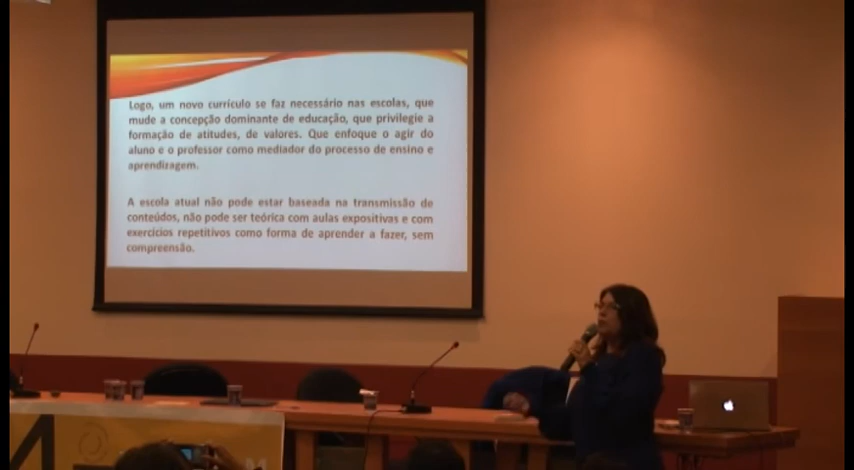 Logo, um novo currículo se faz necessário nas escolas, que
mude a concepção dominante de educação, que privilegie a
formação de atitudes, de valores. Que enfoque o agir do
aluno e o professor como mediador do processo de ensino e
aprendizagem.
A escola atual não pode estar baseada na transmissão de
conteúdos, não pode ser teórica com aulas expositivas e com
exercícios repetitivos como forma de aprender a fazer, sem
compreensão.